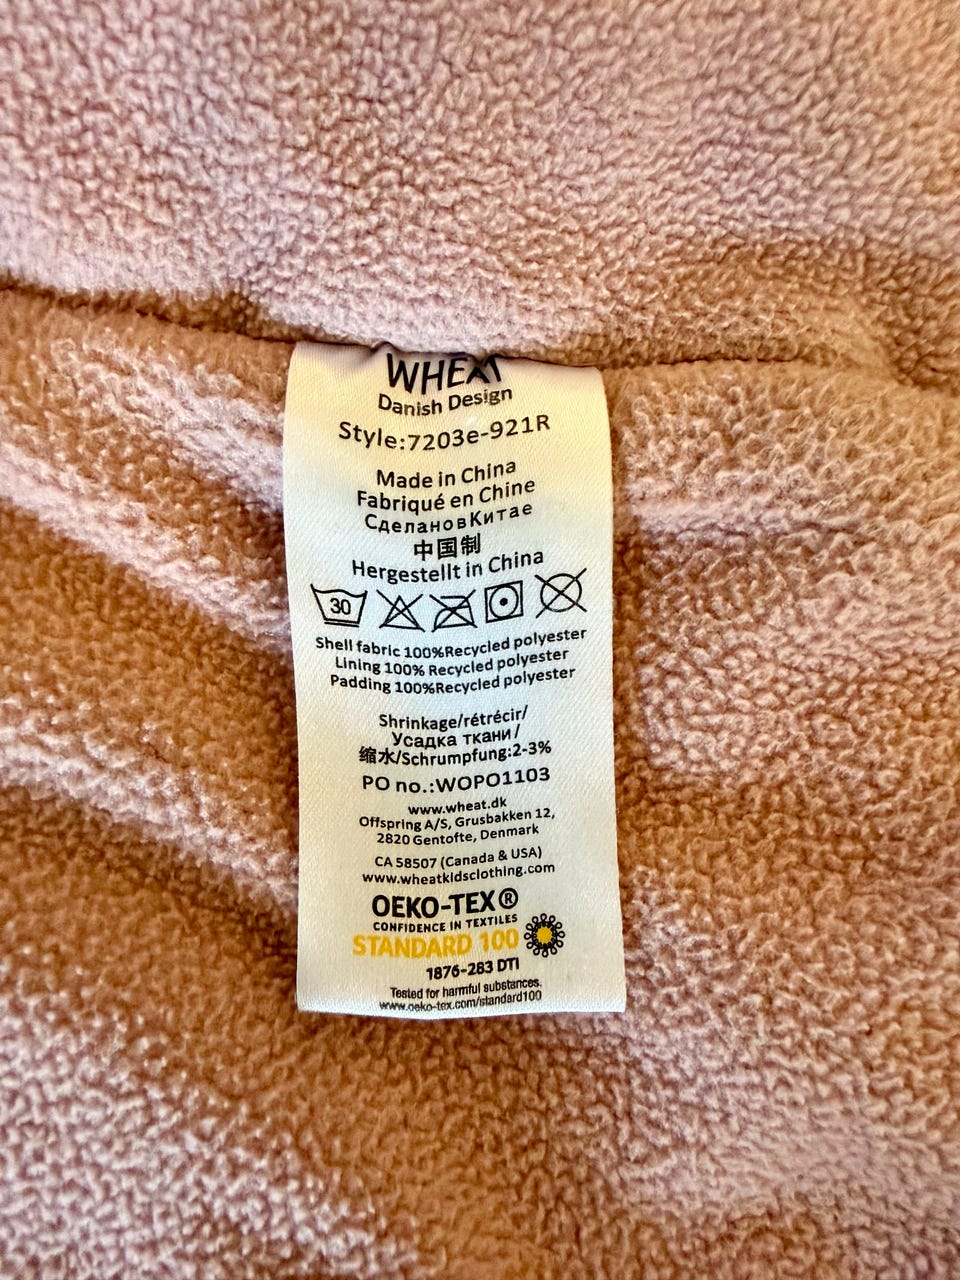 WHEAT
Danish Design
Style:7203e-921R
Made in China
Fabriqué en Chine
СделановКитае
中国制
Hergestellt in China
30
Shell fabric 100%Recycled polyester
Lining 100% Recycled polyester
Padding 100%Recycled polyester
Shrinkage/rétrécir/
Усадка ткани/
缩水/Schrumpfung:2-3%
PO no.:WOPO1103
www.wheat.dk
Offspring A/S, Grusbakken 12,
2820 Gentofte, Denmark
CA 58507 (Canada & USA)
www.wheatkidsclothing.com
OEKO-TEX®
CONFIDENCE IN TEXTILES
STANDARD 100
1876-283 DTI
Tested for harmful substances.
www.oeko-tex.com/standard100